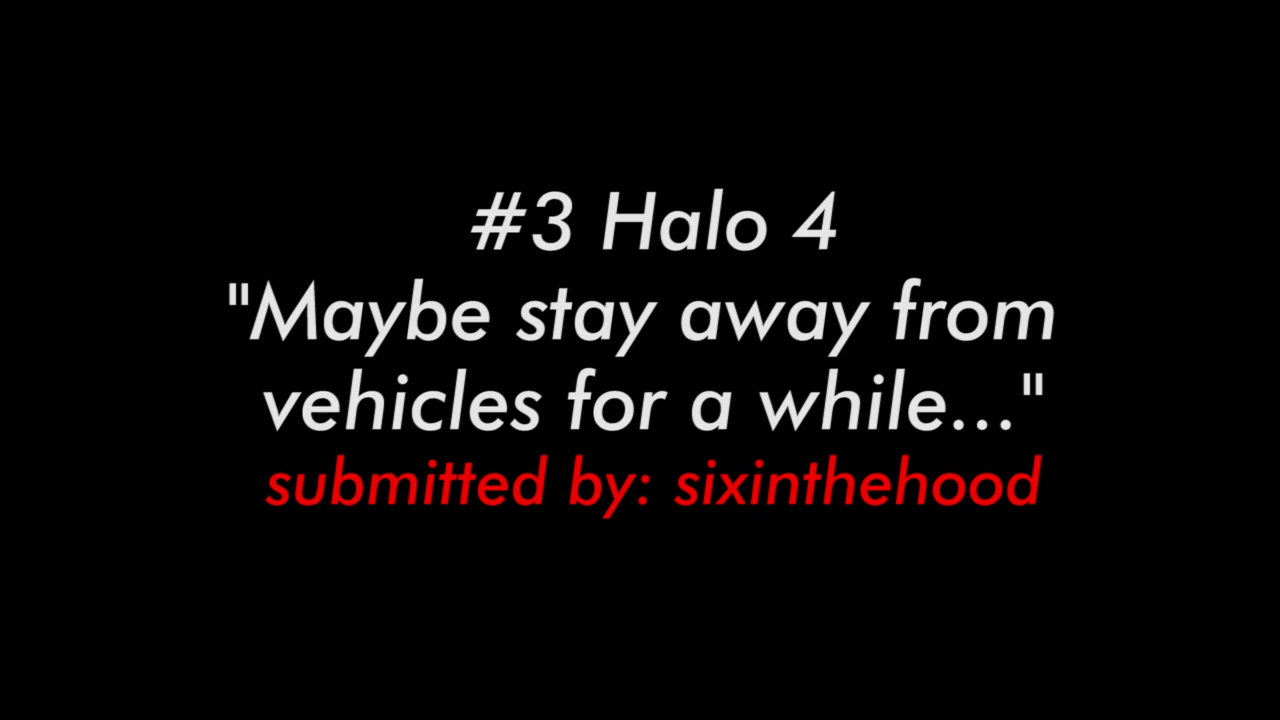 #3 Halo 4
"Maybe stay away from
vehicles for a while..."
submitted by: sixinthehood